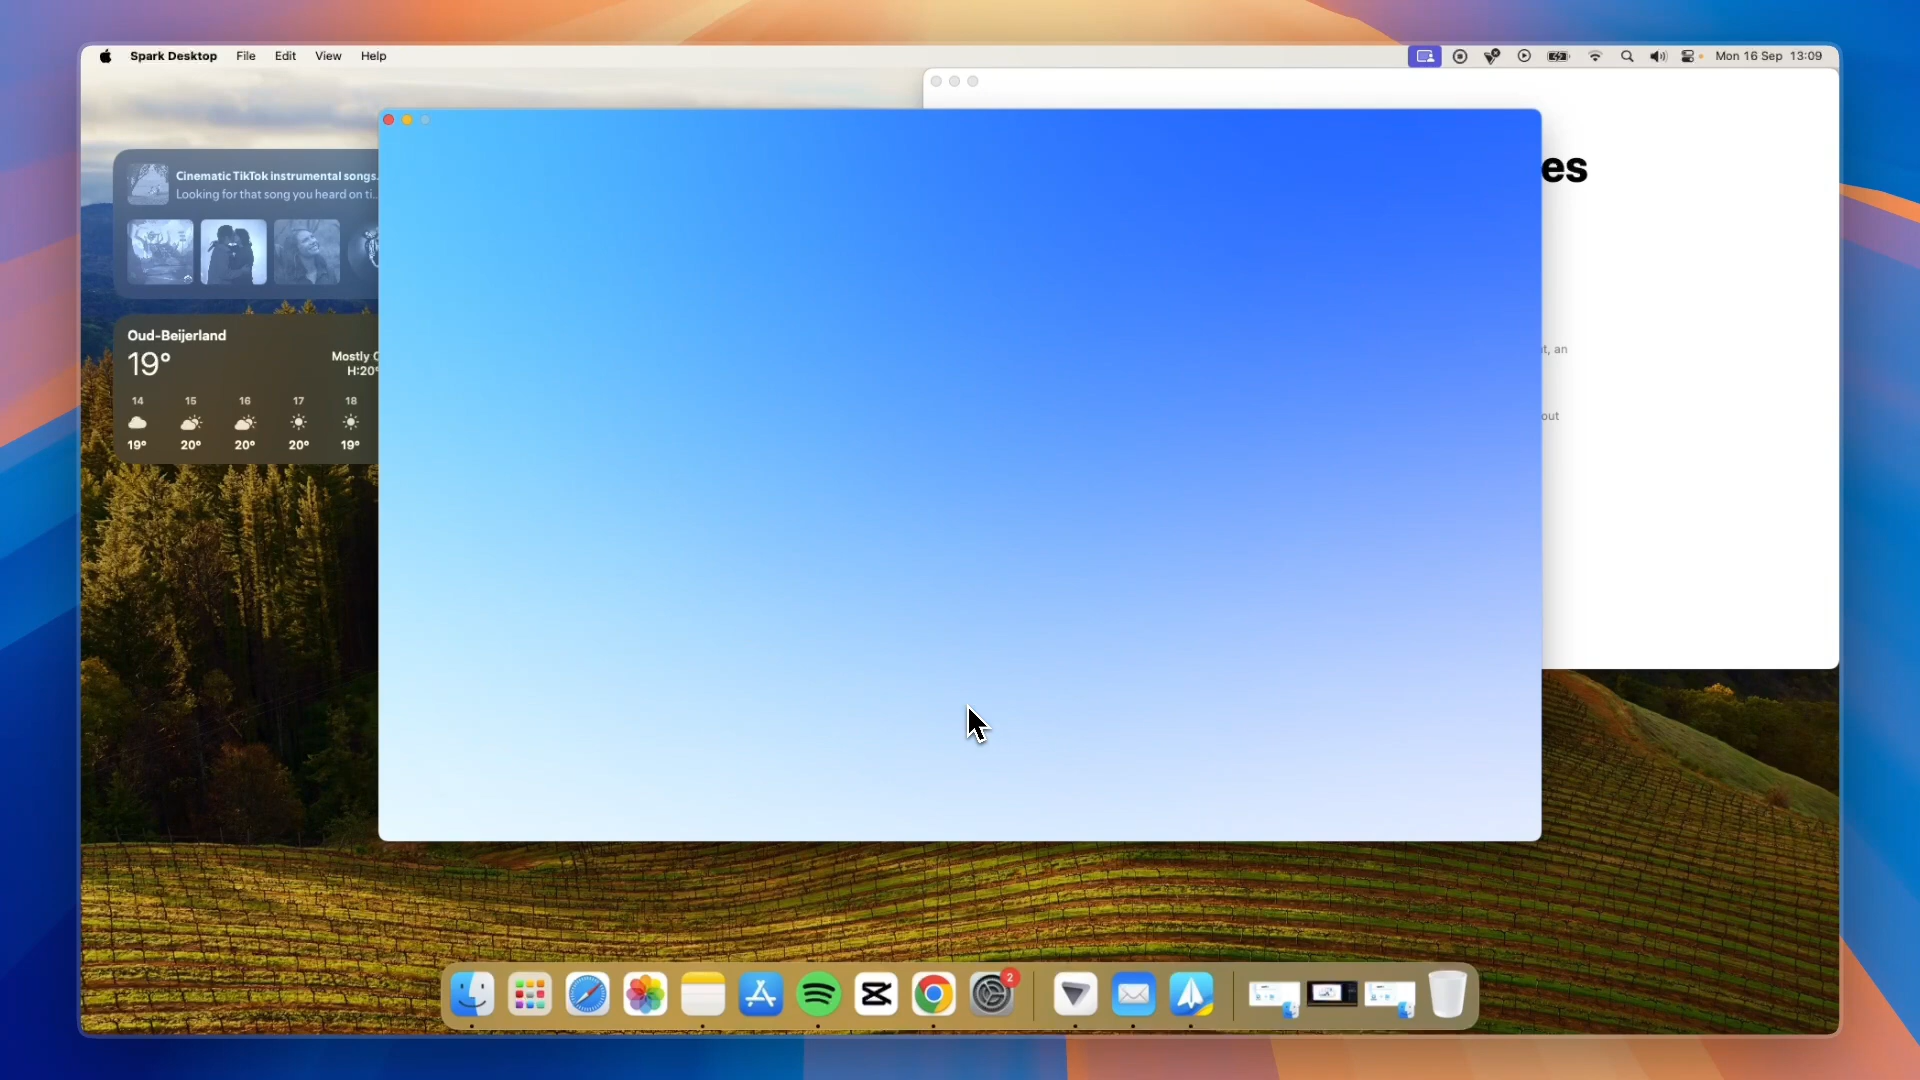 Spark Desktop File Edit View Help
Mon 16 Sep 13:09
es
Cinematic TikTok instrumental songs.
Looking for that song you heard on ti...
Oud-Beijerland
19°
Mostly C
H:20°
14 15 16 17 18
19° 20° 20° 20° 19°
t, an
out
2